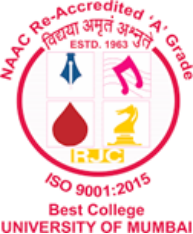 NAAC Re-Accredited 'A' Grade
विद्यया अमृतं अश्नुते
ESTD. 1963
RJC
ISO 9001:2015
Best College
UNIVERSITY OF MUMBAI